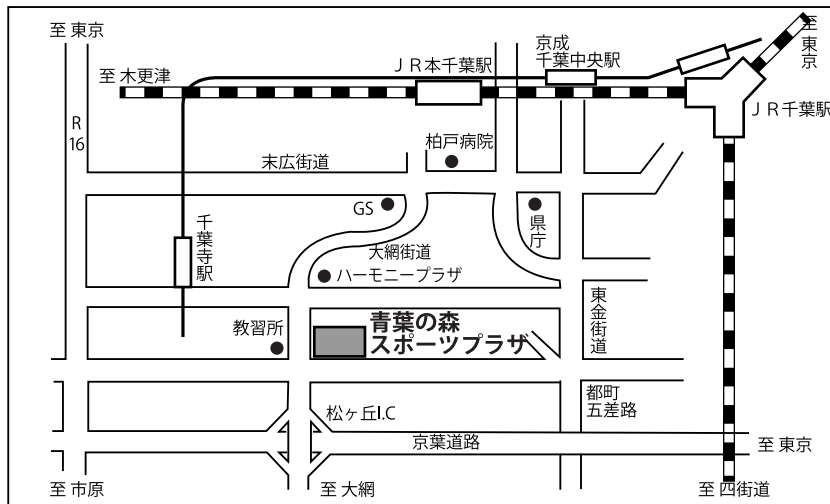 至 東京
京成
千葉中央駅
至
東
京
ＪＲ本千葉駅
至 木更津
ＪＲ千葉駅
R
16
柏戸病院
末広街道
GS
県
庁
千
葉
寺
駅
大網街道
ハーモニープラザ
東
金
街
道
青葉の森
スポーツプラザ
教習所
都町
五差路
松ヶ丘I.C
京葉道路
至 東京
至 市原
至 大網
至 四街道